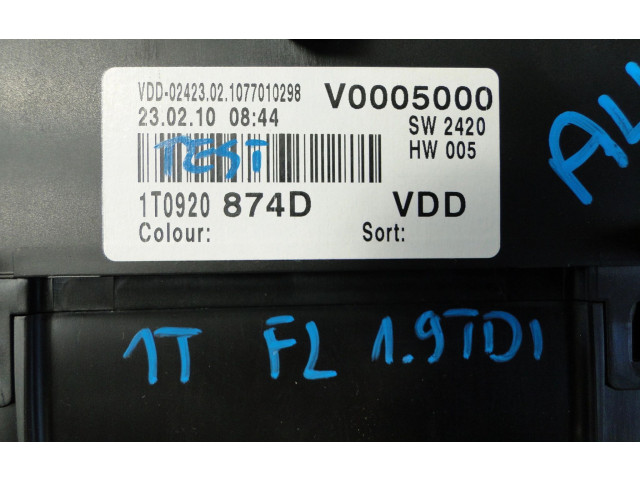 VDD-02423.02.1077010298 V0005000
23.02.10 08:44 SW 2420
HW 005
TEST
1T0920 874D VDD
Colour: Sort:
1T FL 1.9TDI